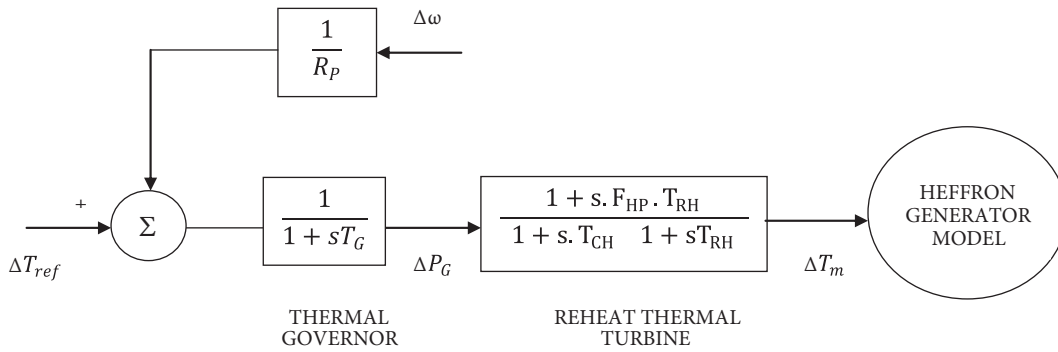 Δω
1
R_P
+
Σ
ΔT_ref
1
1 + sT_G
ΔP_G
1 + s. F_HP . T_RH
1 + s. T_CH 1 + sT_RH
ΔT_m
HEFFRON
GENERATOR
MODEL
THERMAL
GOVERNOR
REHEAT THERMAL
TURBINE